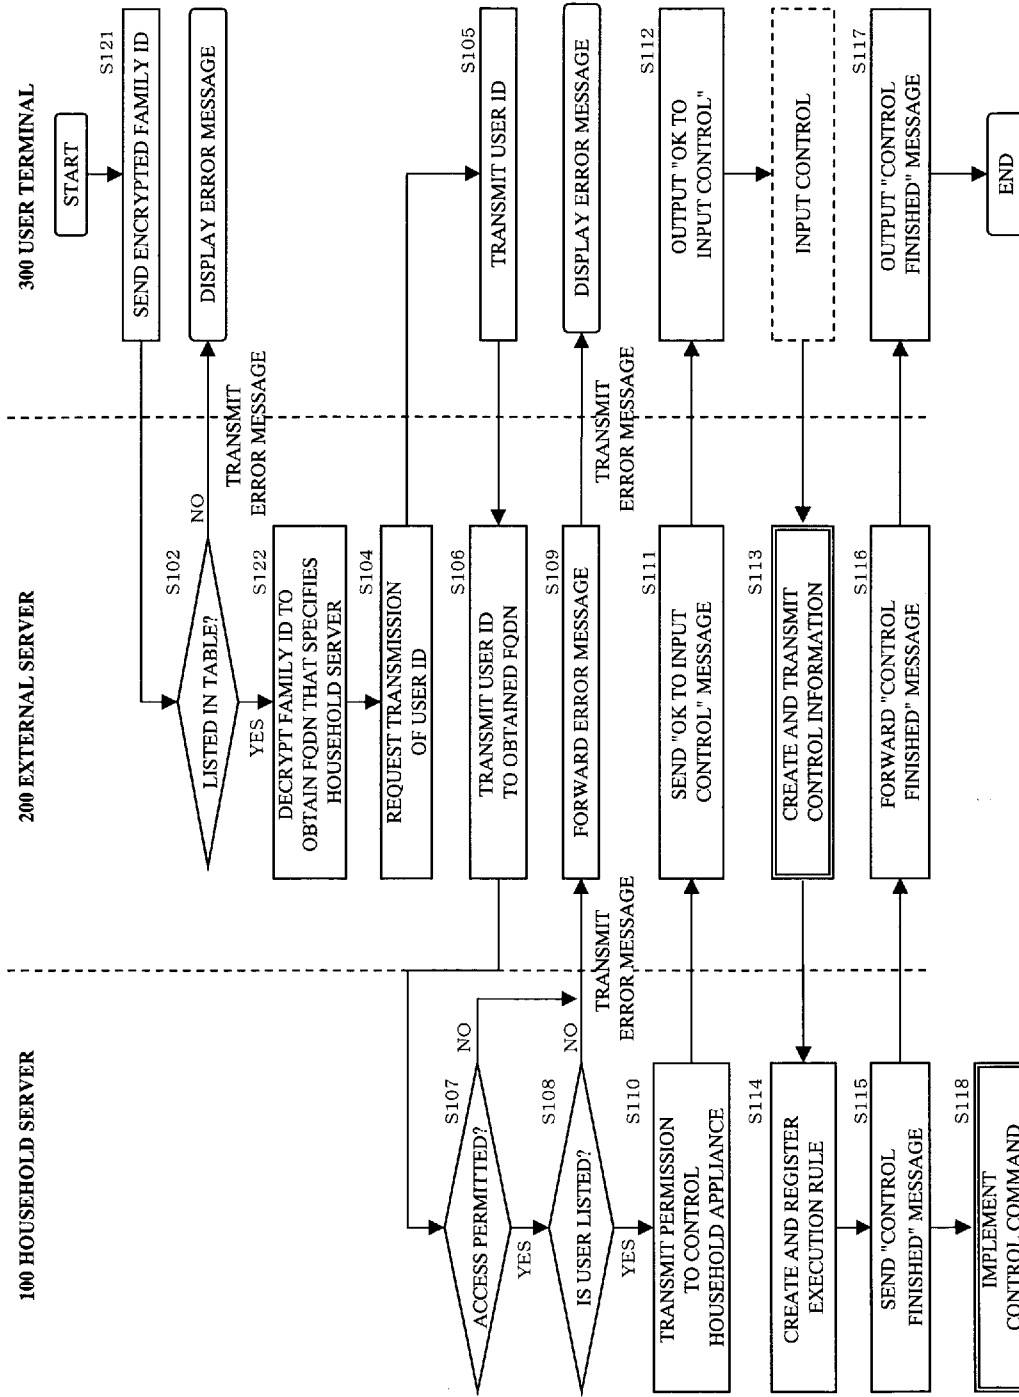 100 HOUSEHOLD SERVER
200 EXTERNAL SERVER
300 USER TERMINAL
START
S121
SEND ENCRYPTED FAMILY ID
S102
LISTED IN TABLE?
NO
TRANSMIT
ERROR MESSAGE
DISPLAY ERROR MESSAGE
YES
S122
DECRYPT FAMILY ID TO
OBTAIN FQDN THAT SPECIFIES
HOUSEHOLD SERVER
S104
REQUEST TRANSMISSION
OF USER ID
S105
TRANSMIT USER ID
S106
TRANSMIT USER ID
TO OBTAINED FQDN
S107
ACCESS PERMITTED?
NO
YES
S108
IS USER LISTED?
NO
TRANSMIT
ERROR MESSAGE
S109
FORWARD ERROR MESSAGE
TRANSMIT
ERROR MESSAGE
DISPLAY ERROR MESSAGE
YES
S110
TRANSMIT PERMISSION
TO CONTROL
HOUSEHOLD APPLIANCE
S111
SEND "OK TO INPUT
CONTROL" MESSAGE
S112
OUTPUT "OK TO
INPUT CONTROL"
INPUT CONTROL
S113
CREATE AND TRANSMIT
CONTROL INFORMATION
S114
CREATE AND REGISTER
EXECUTION RULE
S115
SEND "CONTROL
FINISHED" MESSAGE
S116
FORWARD "CONTROL
FINISHED" MESSAGE
S117
OUTPUT "CONTROL
FINISHED" MESSAGE
S118
IMPLEMENT
CONTROL COMMAND
END